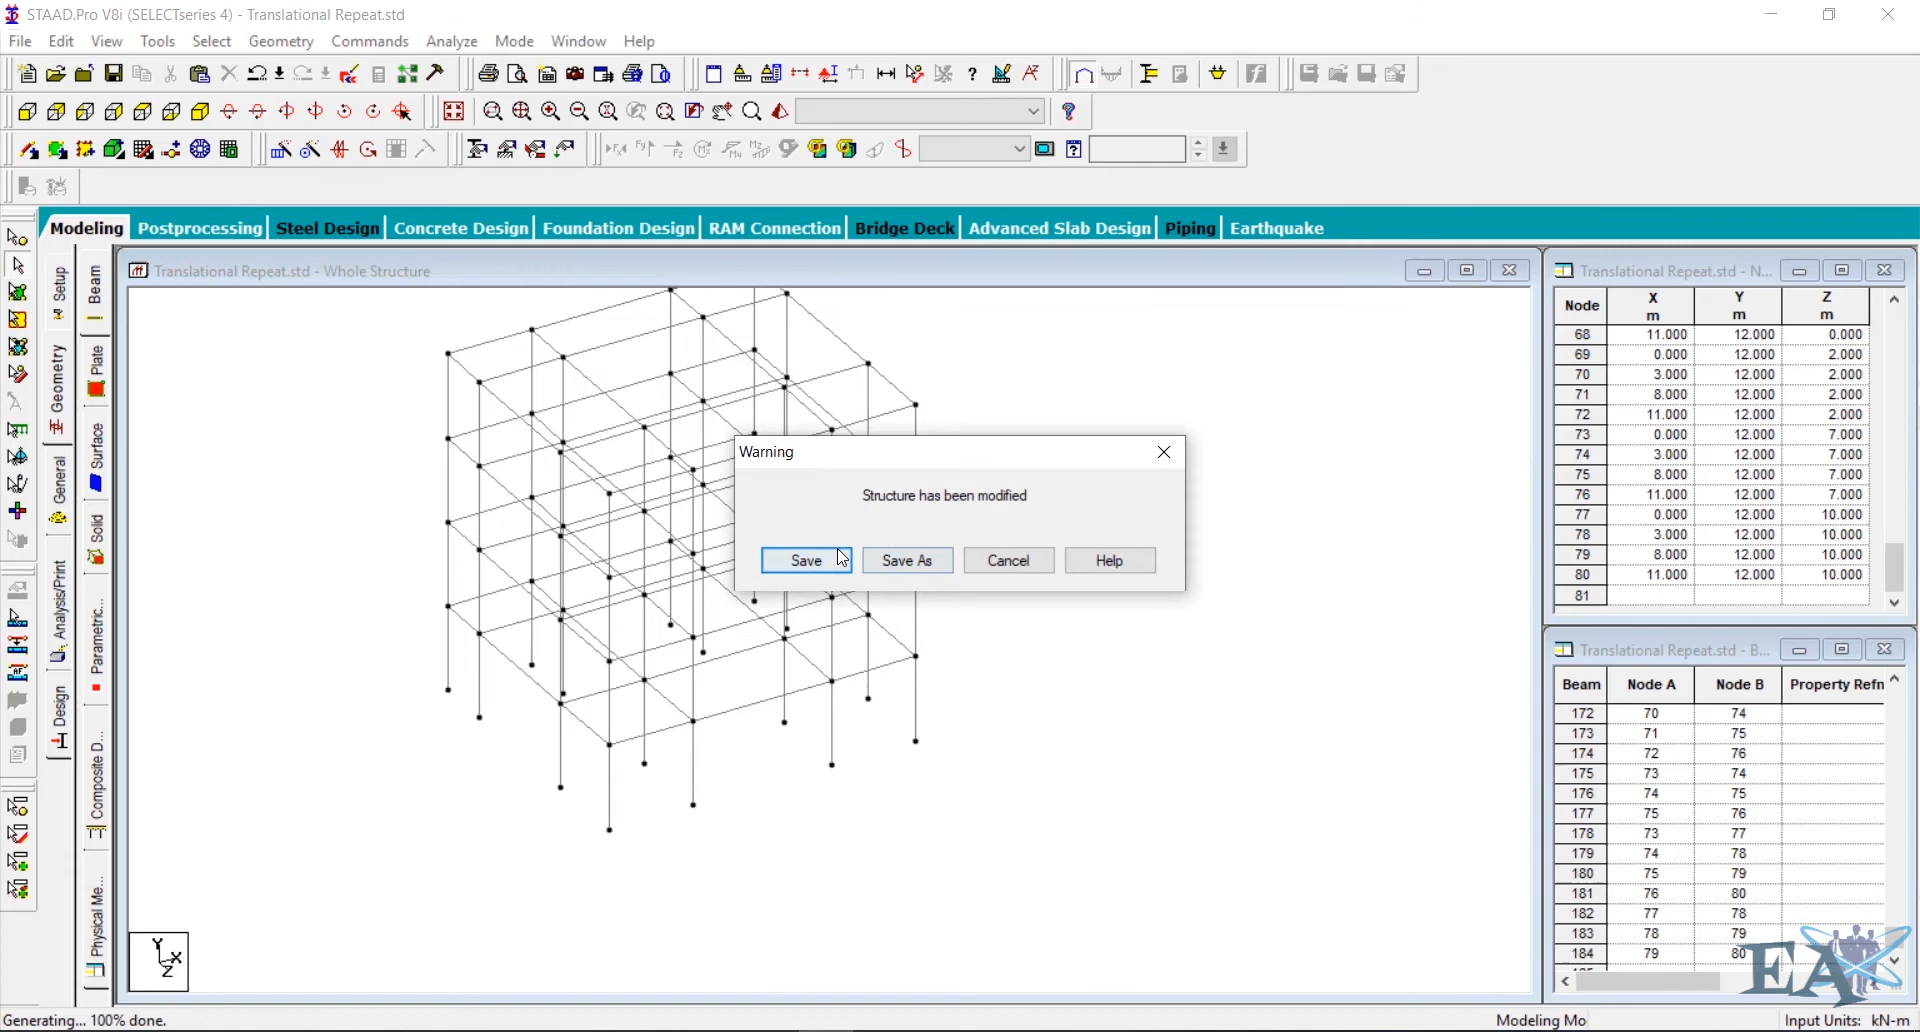 STAAD.Pro V8i (SELECTseries 4) - Translational Repeat.std
File Edit View Tools Select Geometry Commands Analyze Mode Window Help
Modeling Postprocessing Steel Design Concrete Design Foundation Design RAM Connection Bridge Deck Advanced Slab Design Piping Earthquake
Setup
Geometry
General
Analysis/Print
Design
Beam
Plate
Surface
Solid
Parametric...
Composite D...
Physical Me...
Translational Repeat.std - Whole Structure
Warning
Structure has been modified
Save Save As Cancel Help
Y
X
Z
Translational Repeat.std - N...
Node X Y Z
m m m
68 11.000 12.000 0.000
69 0.000 12.000 2.000
70 3.000 12.000 2.000
71 8.000 12.000 2.000
72 11.000 12.000 2.000
73 0.000 12.000 7.000
74 3.000 12.000 7.000
75 8.000 12.000 7.000
76 11.000 12.000 7.000
77 0.000 12.000 10.000
78 3.000 12.000 10.000
79 8.000 12.000 10.000
80 11.000 12.000 10.000
81
Translational Repeat.std - B...
Beam Node A Node B Property Refn
172 70 74
173 71 75
174 72 76
175 73 74
176 74 75
177 75 76
178 73 77
179 74 78
180 75 79
181 76 80
182 77 78
183 78 79
184 79 80
EA
Generating... 100% done.
Modeling Mo
Input Units: kN-m